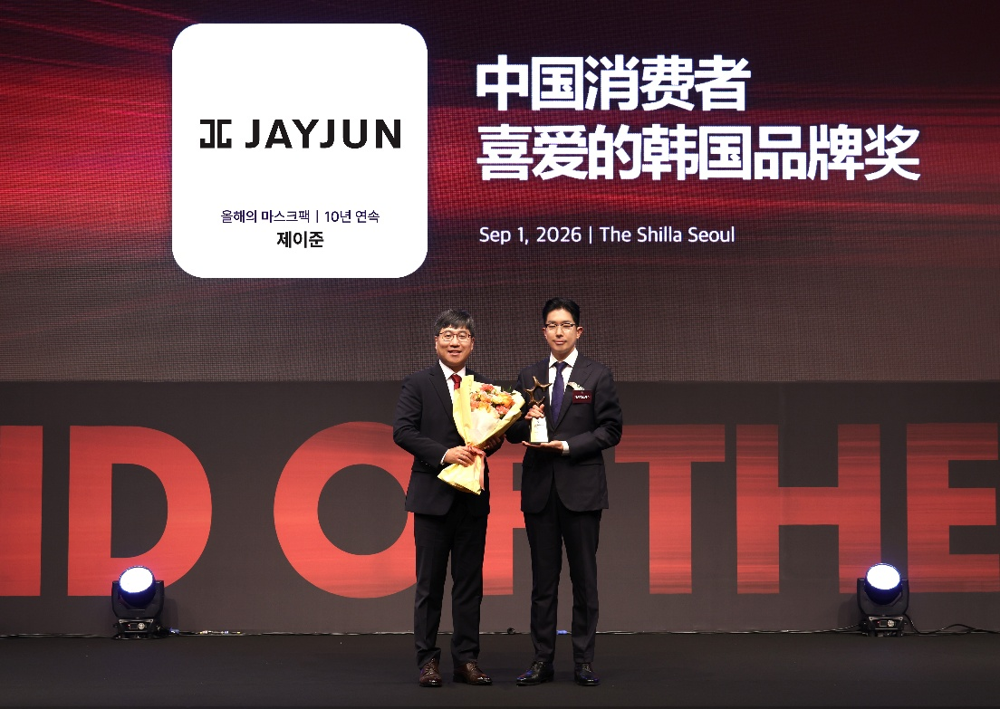 JAYJUN
올해의 마스크팩 | 10년 연속
제이준
中国消费者
喜爱的韩国品牌奖
Sep 1, 2026 | The Shilla Seoul
ND OF THE